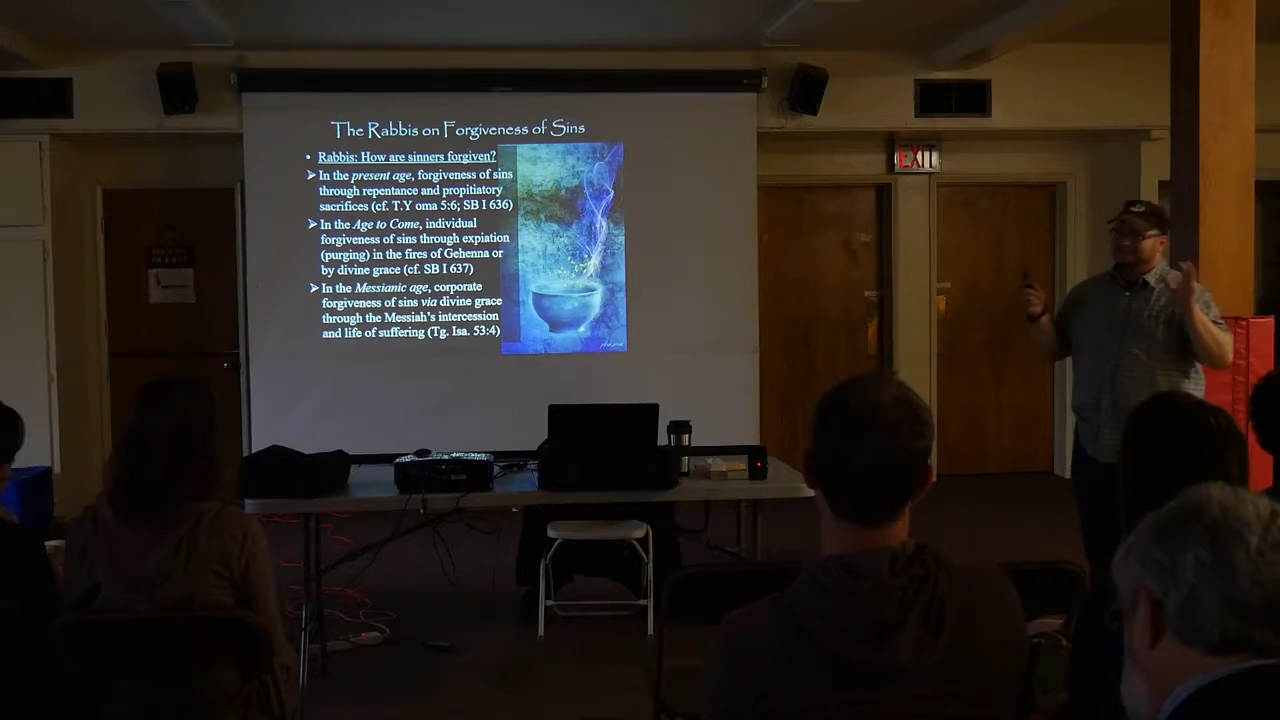 The Rabbis on Forgiveness of Sins
• Rabbis: How are sinners forgiven?
➢ In the present age, forgiveness of sins
through repentance and propitiatory
sacrifices (cf. T.Y oma 5:6; SB I 636)
➢ In the Age to Come, individual
forgiveness of sins through expiation
(purging) in the fires of Gehenna or
by divine grace (cf. SB I 637)
➢ In the Messianic age, corporate
forgiveness of sins via divine grace
through the Messiah's intercession
and life of suffering (Tg. Isa. 53:4)
EXIT